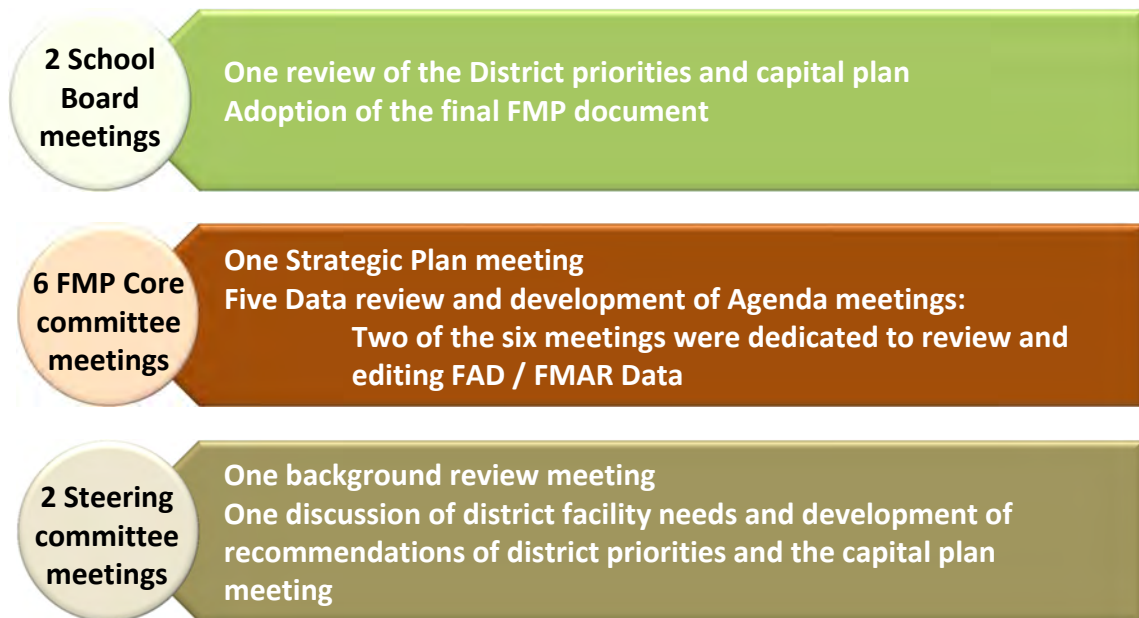 2 School
Board
meetings
One review of the District priorities and capital plan
Adoption of the final FMP document
6 FMP Core
committee
meetings
One Strategic Plan meeting
Five Data review and development of Agenda meetings:
Two of the six meetings were dedicated to review and
editing FAD / FMAR Data
2 Steering
committee
meetings
One background review meeting
One discussion of district facility needs and development of
recommendations of district priorities and the capital plan
meeting